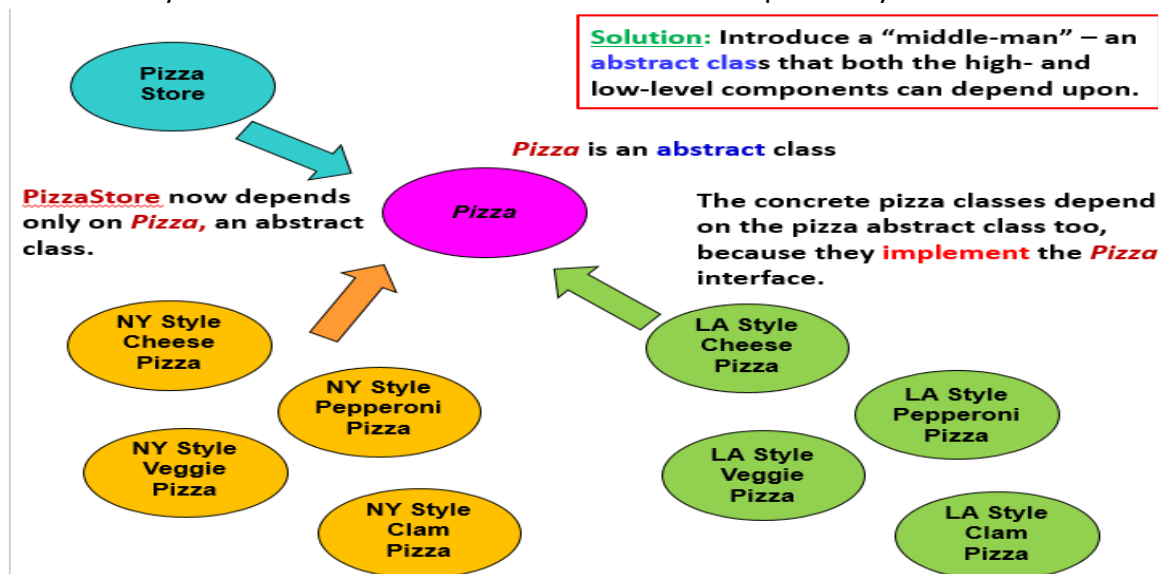 Solution: Introduce a “middle-man” – an
abstract class that both the high- and
low-level components can depend upon.
Pizza
Store
Pizza is an abstract class
PizzaStore now depends
only on Pizza, an abstract
class.
Pizza
The concrete pizza classes depend
on the pizza abstract class too,
because they implement the Pizza
interface.
NY Style
Cheese
Pizza
NY Style
Pepperoni
Pizza
NY Style
Veggie
Pizza
NY Style
Clam
Pizza
LA Style
Cheese
Pizza
LA Style
Pepperoni
Pizza
LA Style
Veggie
Pizza
LA Style
Clam
Pizza